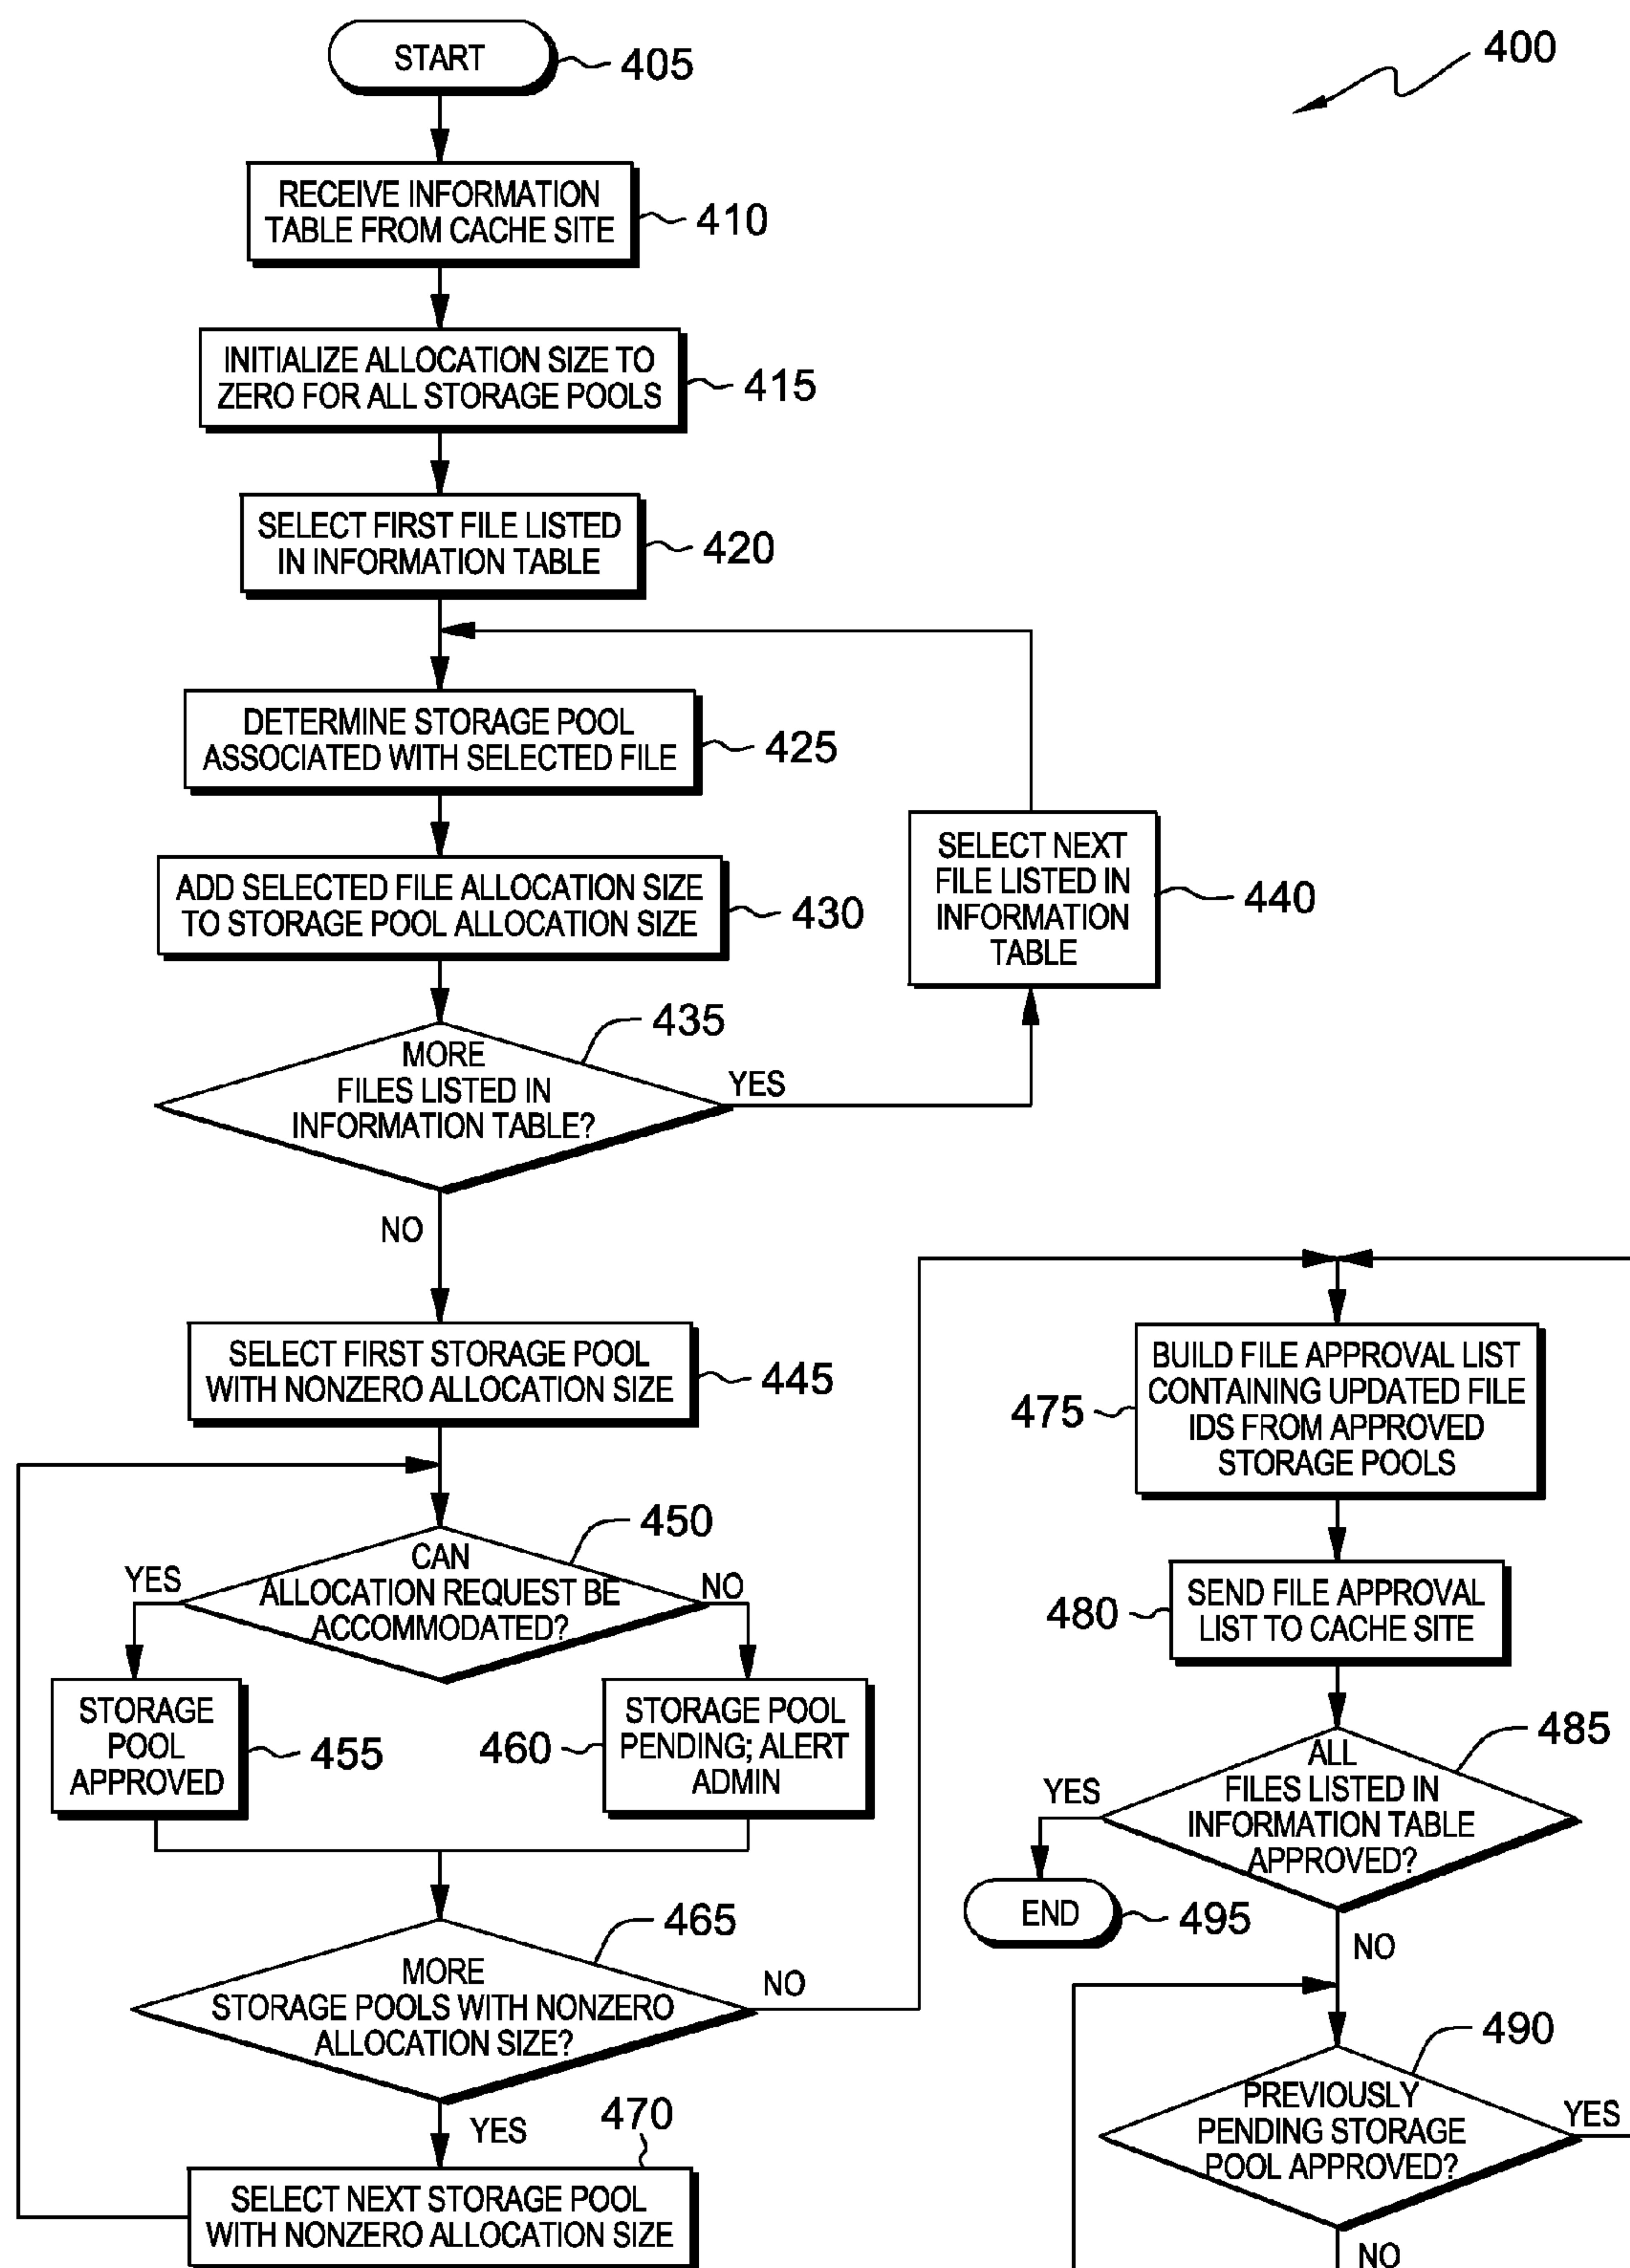 400
START
405
RECEIVE INFORMATION
TABLE FROM CACHE SITE
410
INITIALIZE ALLOCATION SIZE TO
ZERO FOR ALL STORAGE POOLS
415
SELECT FIRST FILE LISTED
IN INFORMATION TABLE
420
DETERMINE STORAGE POOL
ASSOCIATED WITH SELECTED FILE
425
ADD SELECTED FILE ALLOCATION SIZE
TO STORAGE POOL ALLOCATION SIZE
430
MORE
FILES LISTED IN
INFORMATION TABLE?
435
YES
SELECT NEXT
FILE LISTED IN
INFORMATION
TABLE
440
NO
SELECT FIRST STORAGE POOL
WITH NONZERO ALLOCATION SIZE
445
CAN
ALLOCATION REQUEST BE
ACCOMMODATED?
450
YES
NO
STORAGE
POOL
APPROVED
455
STORAGE POOL
PENDING; ALERT
ADMIN
460
MORE
STORAGE POOLS WITH NONZERO
ALLOCATION SIZE?
465
NO
YES
470
SELECT NEXT STORAGE POOL
WITH NONZERO ALLOCATION SIZE
BUILD FILE APPROVAL LIST
CONTAINING UPDATED FILE
IDS FROM APPROVED
STORAGE POOLS
475
SEND FILE APPROVAL
LIST TO CACHE SITE
480
ALL
FILES LISTED IN
INFORMATION TABLE
APPROVED?
485
YES
END
495
NO
PREVIOUSLY
PENDING STORAGE
POOL APPROVED?
490
YES
NO